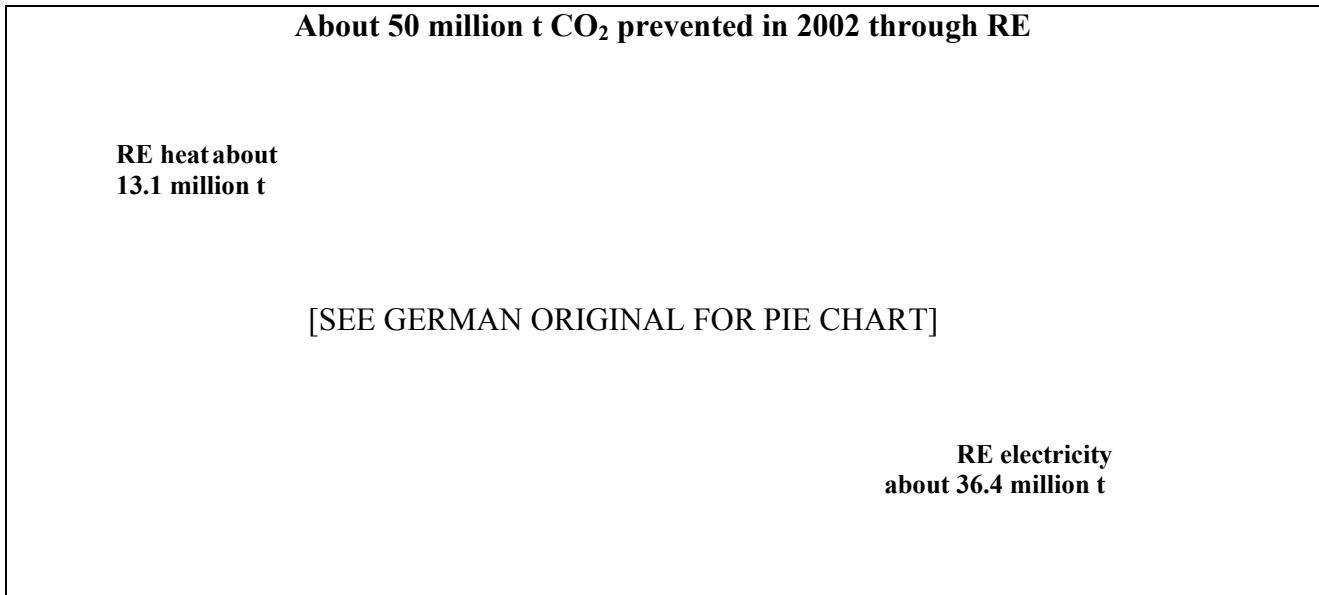 About 50 million t CO₂ prevented in 2002 through RE
RE heat about
13.1 million t
[SEE GERMAN ORIGINAL FOR PIE CHART]
RE electricity
about 36.4 million t